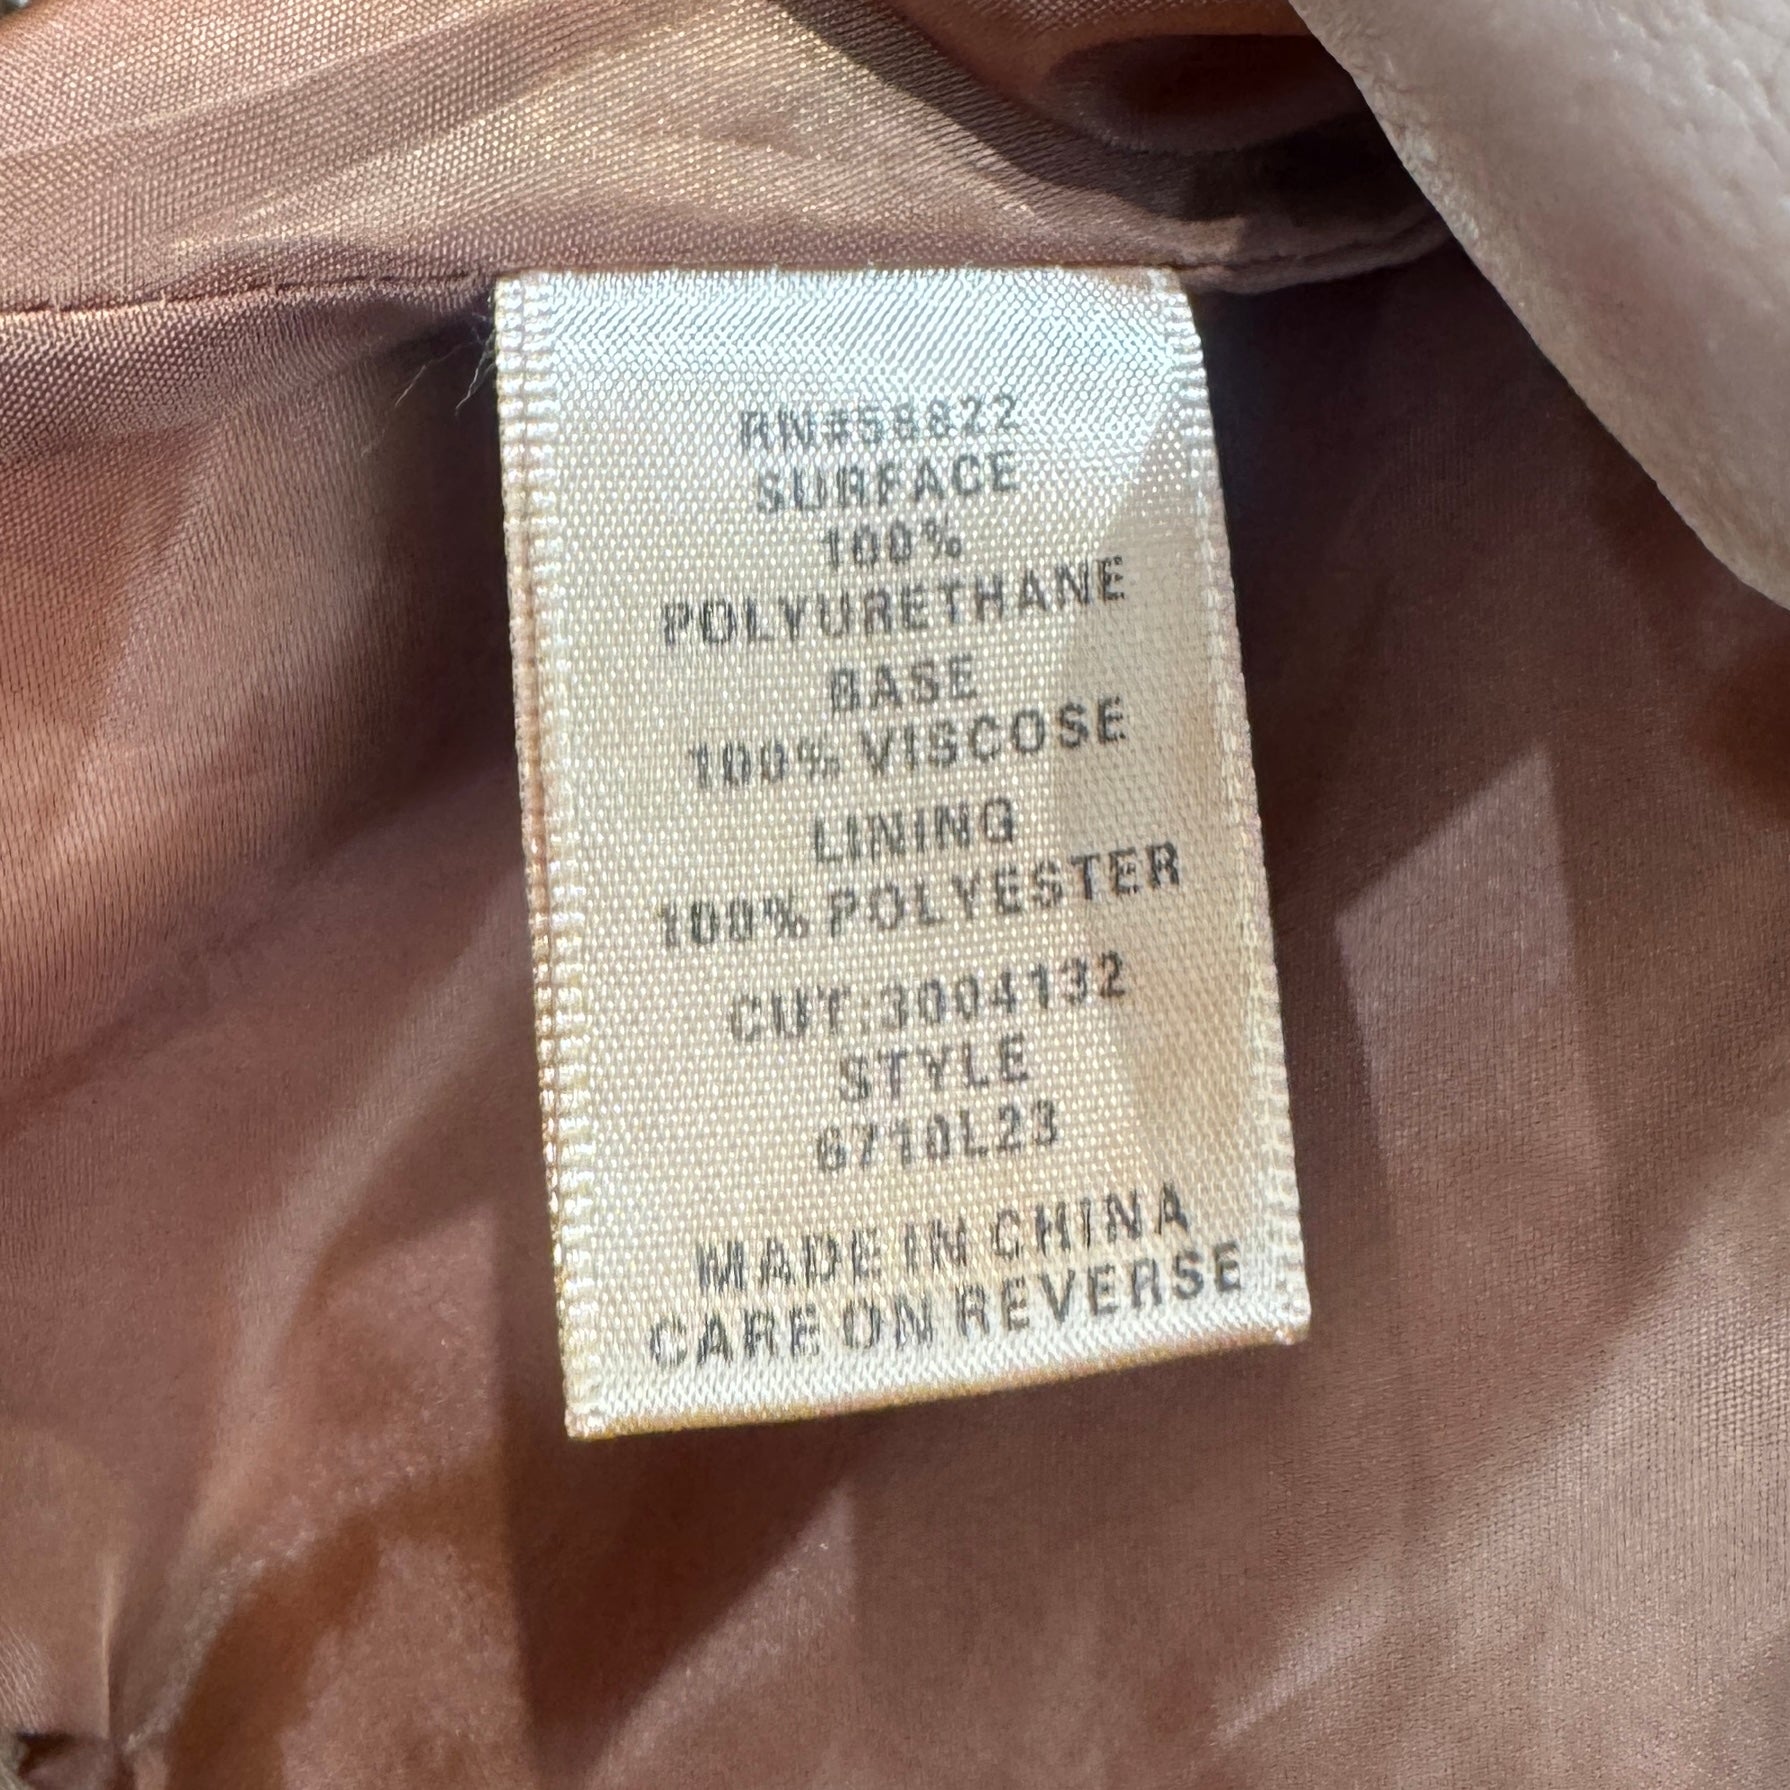 RN#58822
SURFACE
100%
POLYURETHANE
BASE
100% VISCOSE
LINING
100% POLYESTER
CUT:3004132
STYLE
6710L23
MADE IN CHINA
CARE ON REVERSE